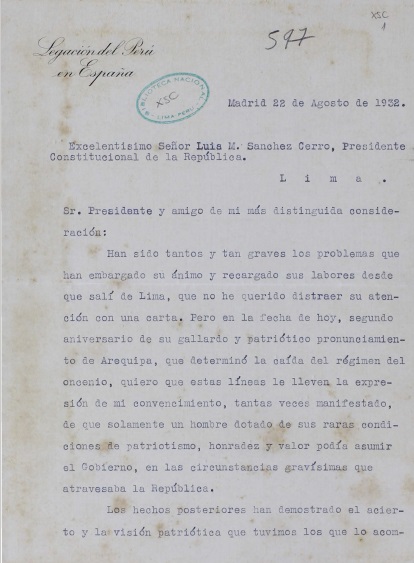 XSC
1
597
Legación del Perú
en España
BIBLIOTECA NACIONAL
XSC
LIMA-PERU
Madrid 22 de Agosto de 1932.
Excelentisimo Señor Luis M. Sanchez Cerro, Presidente
Constitucional de la República.
L i m a .
Sr. Presidente y amigo de mi más distinguida conside-
ración:
Han sido tantos y tan graves los problemas que
han embargado su ánimo y recargado sus labores desde
que salí de Lima, que no he querido distraer su aten-
ción con una carta. Pero en la fecha de hoy, segundo
aniversario de su gallardo y patriótico pronunciamien-
to de Arequipa, que determinó la caída del régimen del
oncenio, quiero que estas líneas le lleven la expre-
sión de mi convencimiento, tantas veces manifestado,
de que solamente un hombre dotado de sus raras condi-
ciones de patriotismo, honradez y valor podía asumir
el Gobierno, en las circunstancias gravísimas que
atravesaba la República.
Los hechos posteriores han demostrado el acier-
to y la visión patriótica que tuvimos los que lo acom-